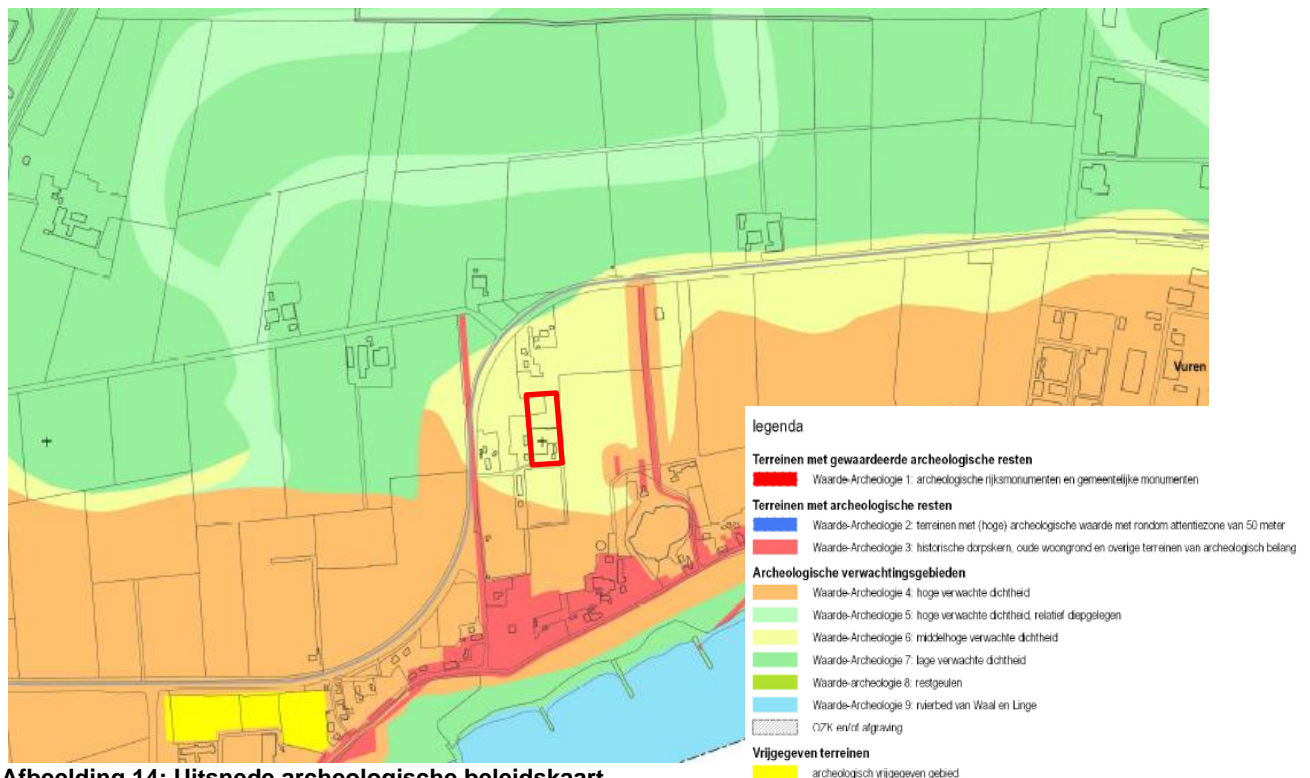 Vuren
legenda
Terreinen met gewaardeerde archeologische resten
Waarde-Archeologie 1: archeologische rijksmonumenten en gemeentelijke monumenten
Terreinen met archeologische resten
Waarde-Archeologie 2: terreinen met (hoge) archeologische waarde met rondom attentiezone van 50 meter
Waarde-Archeologie 3: historische dorpskern, oude woongrond en overige terreinen van archeologisch belang
Archeologische verwachtingsgebieden
Waarde-Archeologie 4: hoge verwachte dichtheid
Waarde-Archeologie 5: hoge verwachte dichtheid, relatief diepgelegen
Waarde-Archeologie 6: middelhoge verwachte dichtheid
Waarde-Archeologie 7: lage verwachte dichtheid
Waarde-archeologie 8: restgeulen
Waarde-Archeologie 9: rivierbed van Waal en Linge
OZK en/of afgraving
Vrijgegeven terreinen
archeologisch vrijgegeven gebied
Afbeelding 14: Uitsnede archeologische beleidskaart